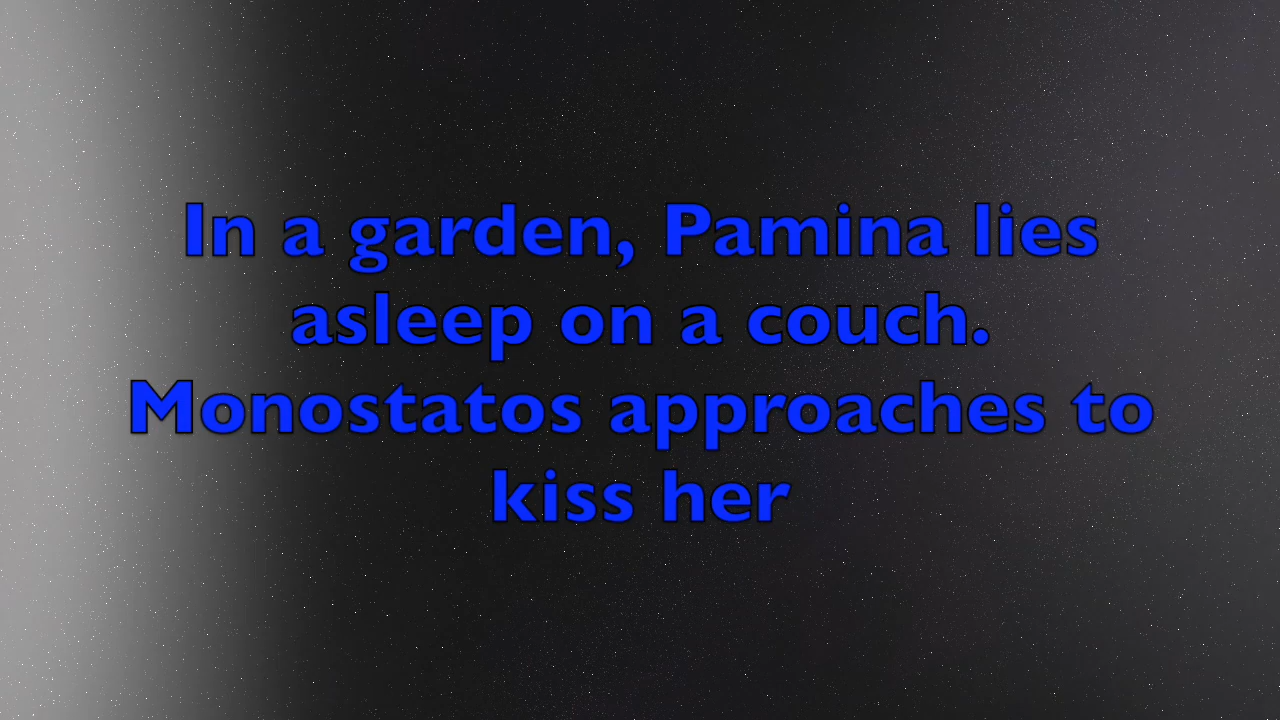 In a garden, Pamina lies
asleep on a couch.
Monostatos approaches to
kiss her